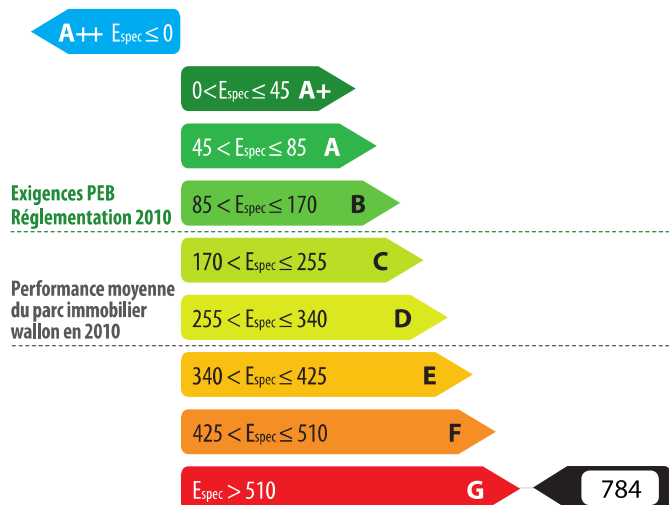 A++ Espec ≤ 0
0 < Espec ≤ 45 A+
45 < Espec ≤ 85 A
Exigences PEB
Réglementation 2010
85 < Espec ≤ 170 B
170 < Espec ≤ 255 C
Performance moyenne
du parc immobilier
wallon en 2010
255 < Espec ≤ 340 D
340 < Espec ≤ 425 E
425 < Espec ≤ 510 F
Espec > 510 G
784